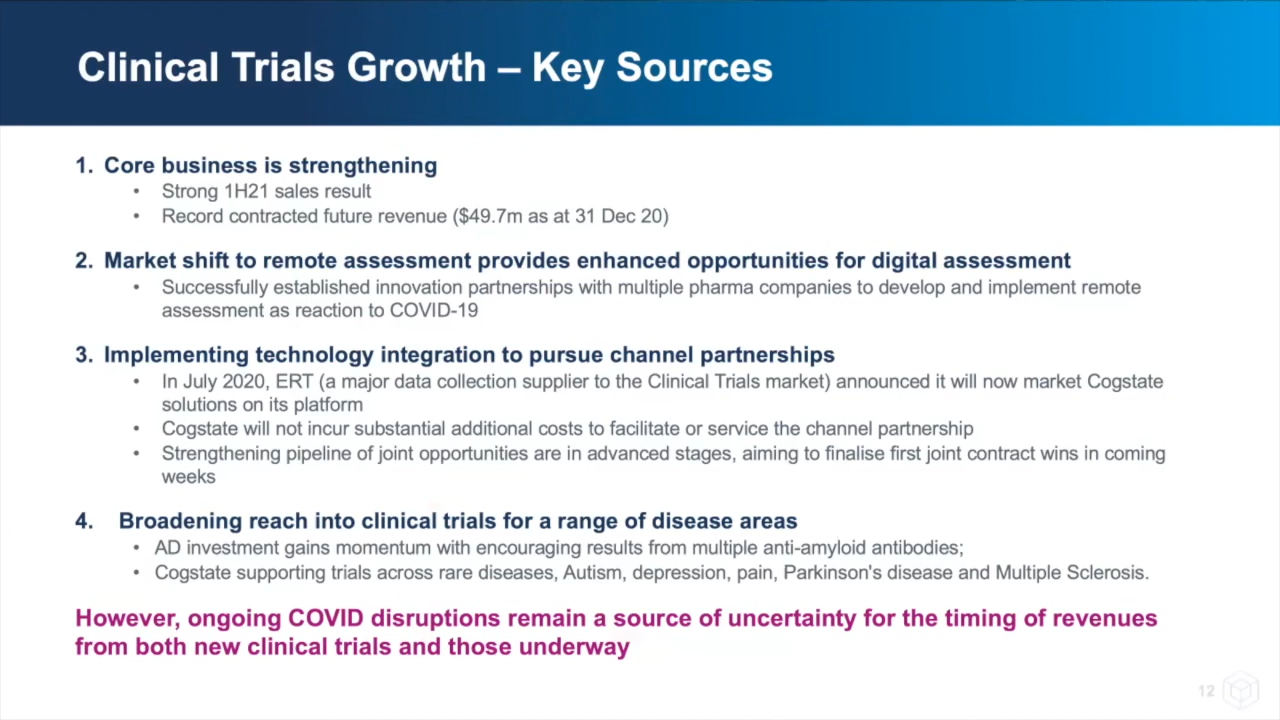 Clinical Trials Growth – Key Sources
1. Core business is strengthening
• Strong 1H21 sales result
• Record contracted future revenue ($49.7m as at 31 Dec 20)
2. Market shift to remote assessment provides enhanced opportunities for digital assessment
• Successfully established innovation partnerships with multiple pharma companies to develop and implement remote
assessment as reaction to COVID-19
3. Implementing technology integration to pursue channel partnerships
• In July 2020, ERT (a major data collection supplier to the Clinical Trials market) announced it will now market Cogstate
solutions on its platform
• Cogstate will not incur substantial additional costs to facilitate or service the channel partnership
• Strengthening pipeline of joint opportunities are in advanced stages, aiming to finalise first joint contract wins in coming
weeks
4. Broadening reach into clinical trials for a range of disease areas
• AD investment gains momentum with encouraging results from multiple anti-amyloid antibodies;
• Cogstate supporting trials across rare diseases, Autism, depression, pain, Parkinson's disease and Multiple Sclerosis.
However, ongoing COVID disruptions remain a source of uncertainty for the timing of revenues
from both new clinical trials and those underway
12